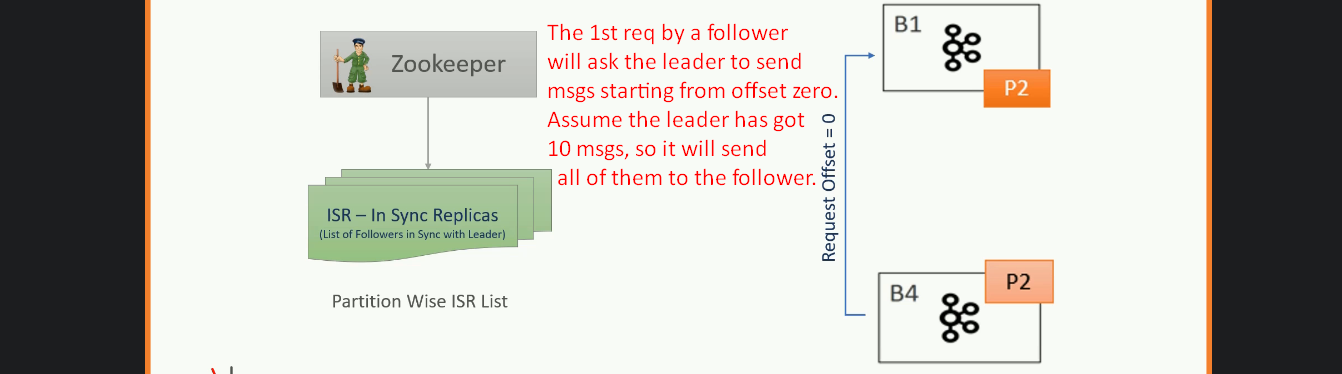 Zookeeper
ISR – In Sync Replicas
(List of Followers in Sync with Leader)
Partition Wise ISR List
The 1st req by a follower
will ask the leader to send
msgs starting from offset zero.
Assume the leader has got
10 msgs, so it will send
all of them to the follower.
Request Offset = 0
B1
P2
B4
P2